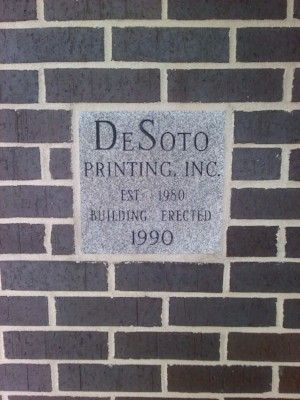 DeSoto
PRINTING, INC.
EST. 1980
BUILDING ERECTED
1990